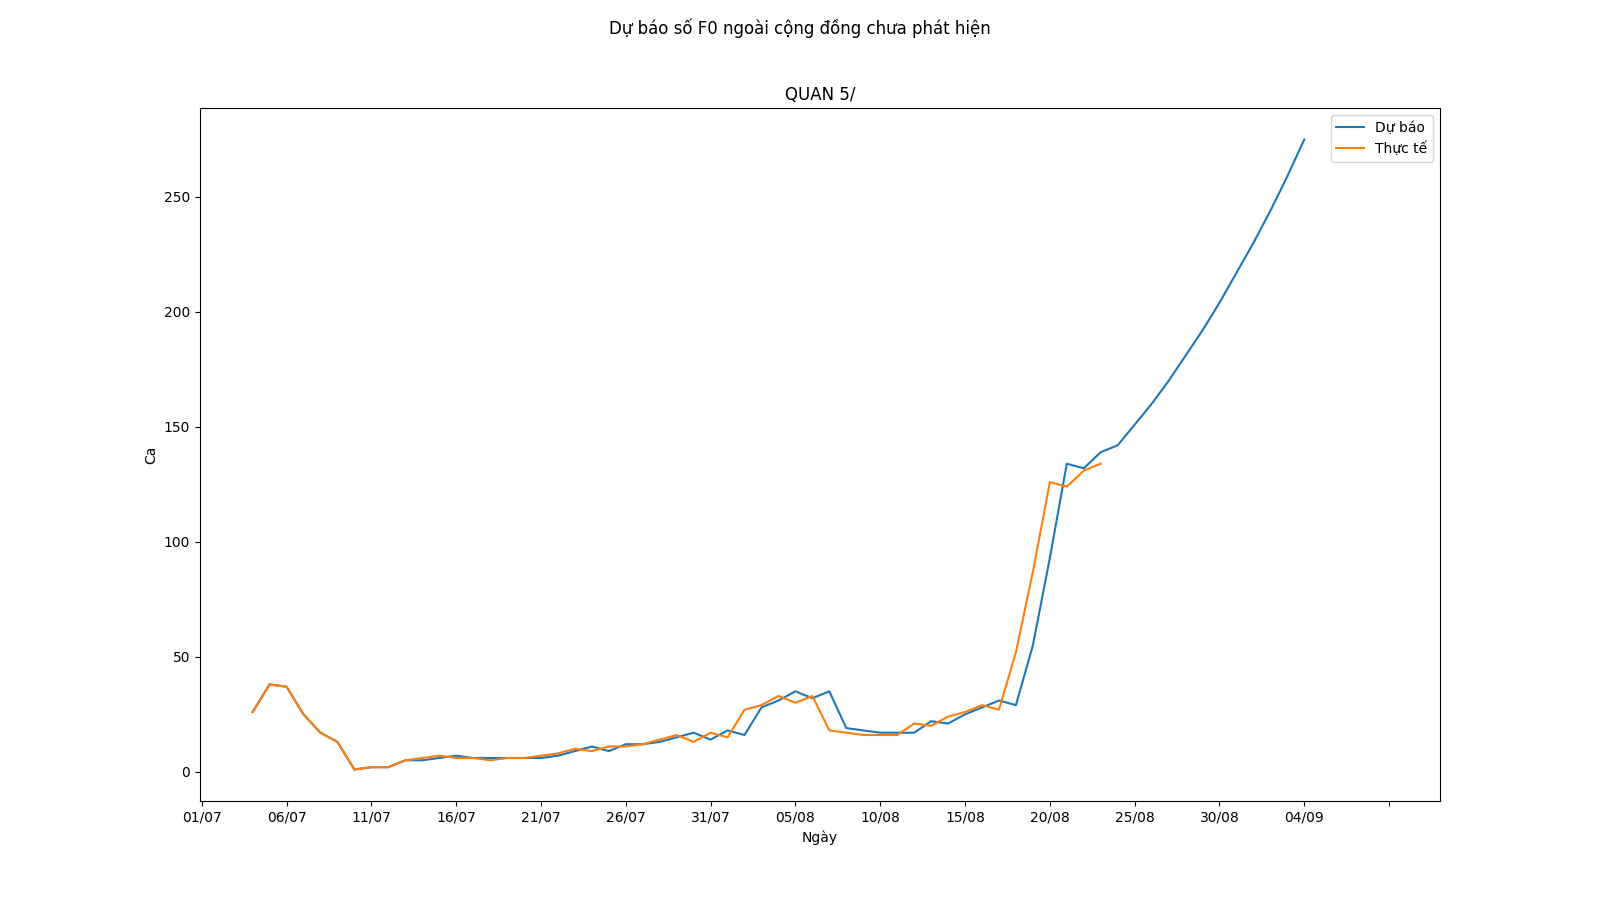 Dự báo số F0 ngoài cộng đồng chưa phát hiện
QUAN 5/
Dự báo
Thực tế
250
200
150
100
50
0
Ca
01/07 06/07 11/07 16/07 21/07 26/07 31/07 05/08 10/08 15/08 20/08 25/08 30/08 04/09
Ngày